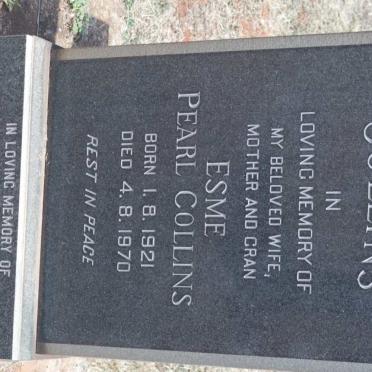 COLLINS
IN
LOVING MEMORY OF
MY BELOVED WIFE,
MOTHER AND GRAN
ESME
PEARL COLLINS
BORN 1. 8. 1921
DIED 4. 8. 1970
REST IN PEACE
IN LOVING MEMORY OF